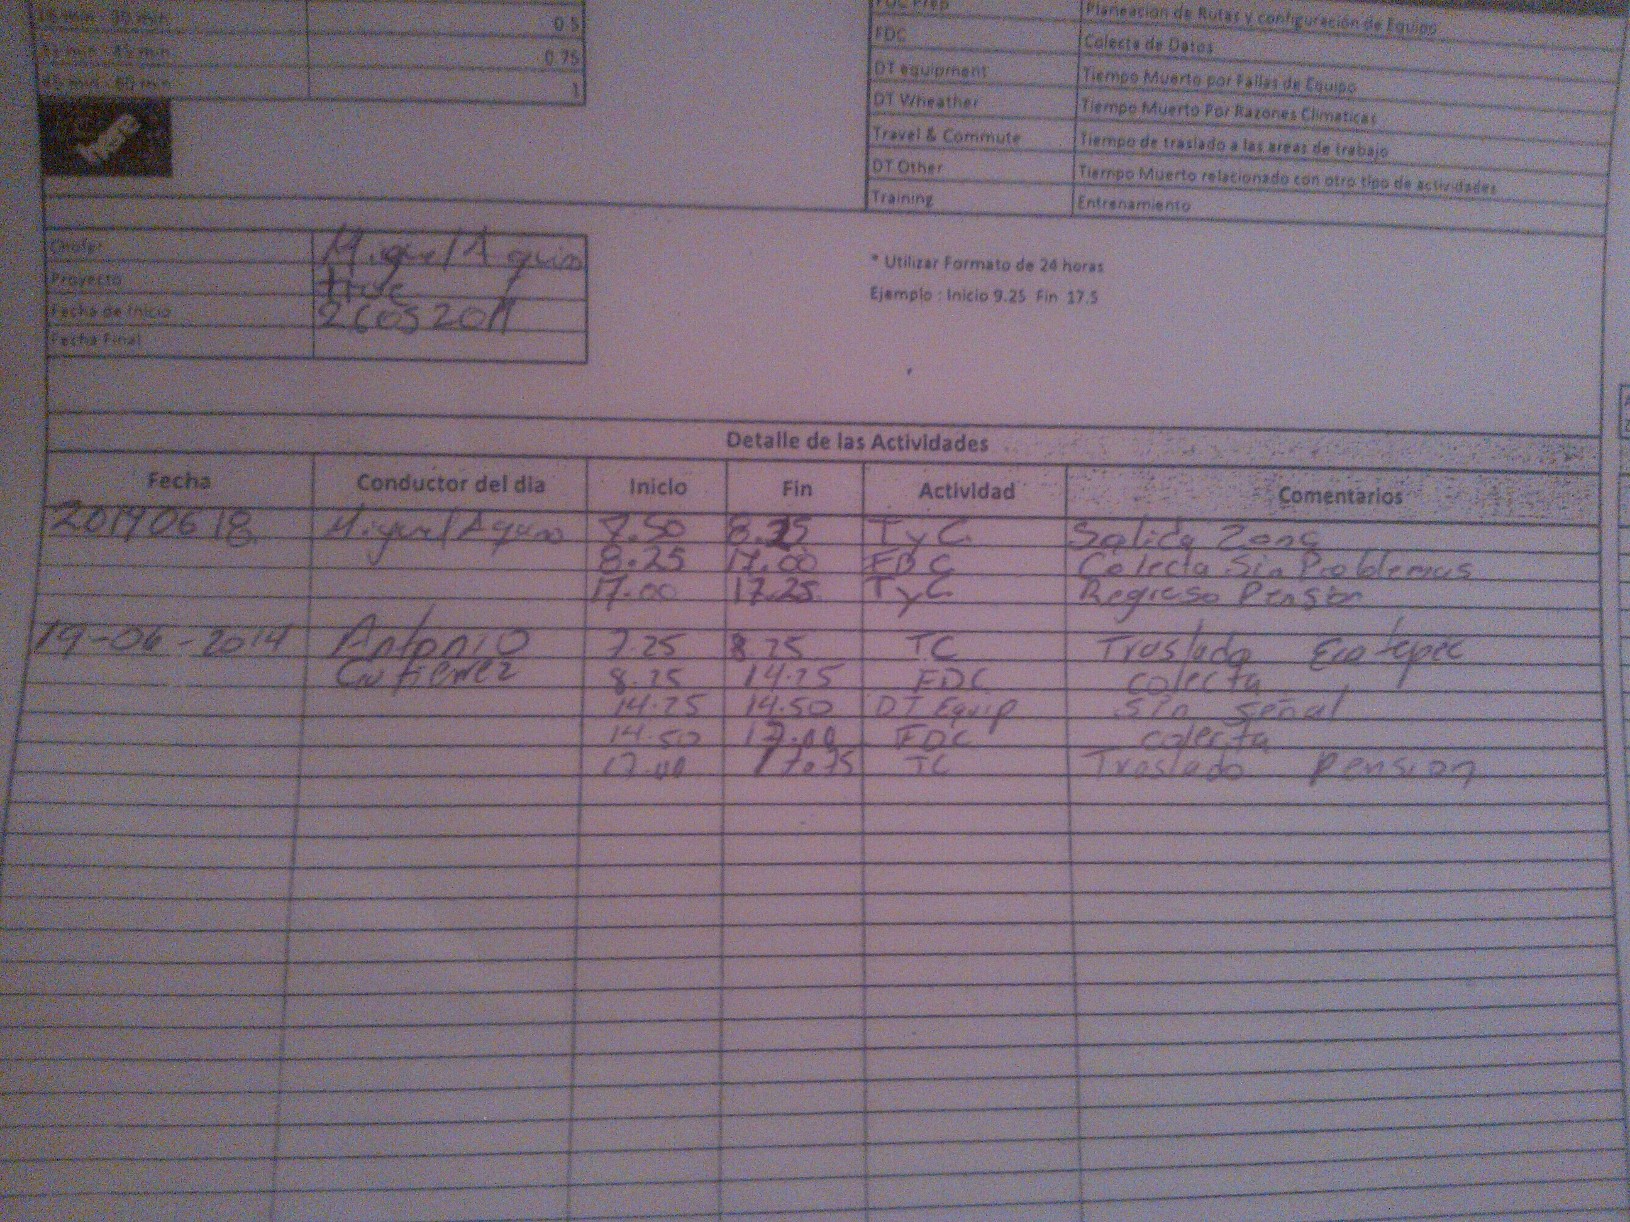 0.5
0.75
1
FDC Prep Planeacion de Rutas y configuración de Equipo
FDC Colecta de Datos
DT equipment Tiempo Muerto por Fallas de Equipo
DT Wheather Tiempo Muerto Por Razones Climaticas
Travel & Commute Tiempo de traslado a las areas de trabajo
DT Other Tiempo Muerto relacionado con otro tipo de actividades
Training Entrenamiento
Chofer Miguel Aquino
Proyecto
Fecha de Inicio
Fecha Final
* Utilizar Formato de 24 horas
Ejemplo : Inicio 9.25 Fin 17.5
Detalle de las Actividades
Fecha Conductor del dia Inicio Fin Actividad Comentarios
20140618 Miguel Aquino 7.50 8.25 TyC Salida Zona
8.25 17.00 FDC Colecta Sin Problemas
17.00 17.25 TyC Regreso Pension
19-06-2014 Antonio 7.25 8.25 TC Traslado Ecatepec
Gutierrez 8.25 14.25 FDC colecta
14.25 14.50 DT Equip sin señal
14.50 17.00 FDC colecta
17.00 17.75 TC Traslado pension